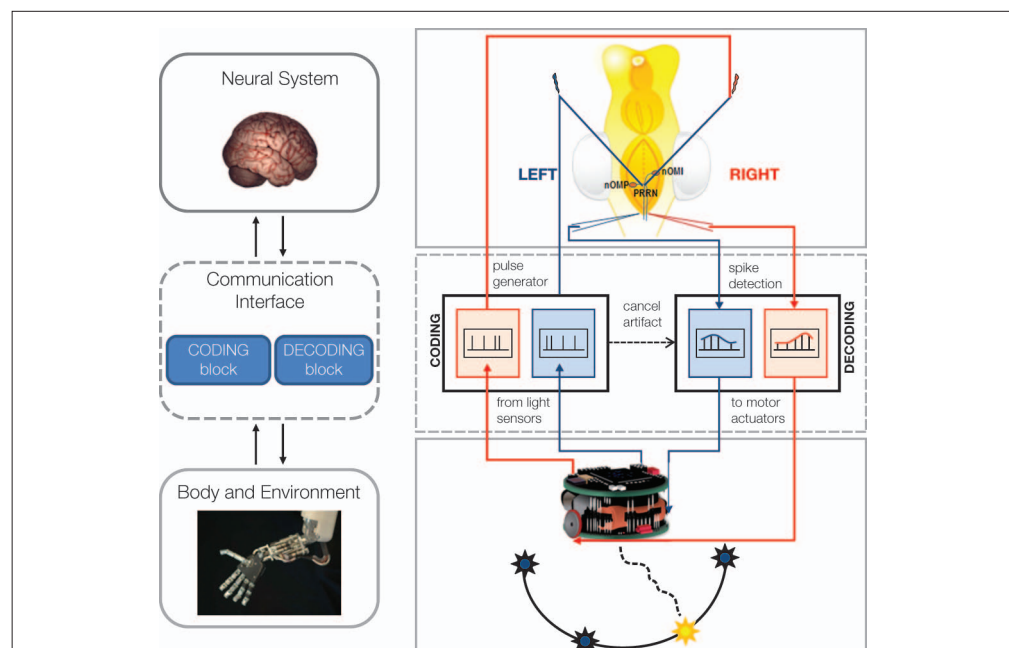 Neural System
Communication
Interface
CODING
block
DECODING
block
Body and Environment
LEFT
RIGHT
nOMP
nOMI
PRRN
pulse
generator
spike
detection
CODING
cancel
artifact
DECODING
from light
sensors
to motor
actuators